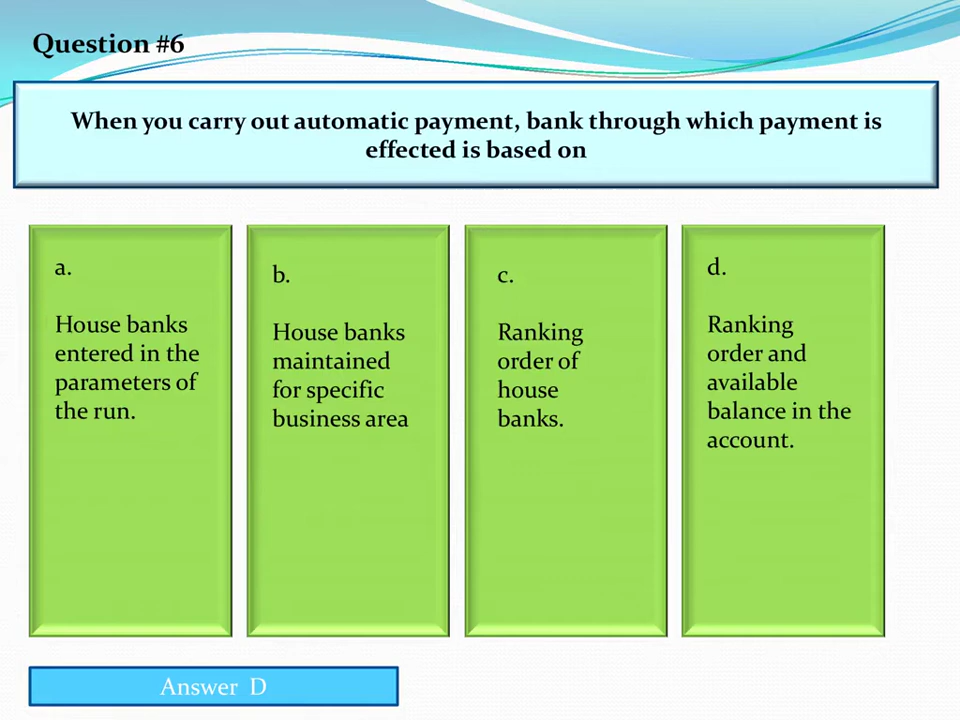 Question #6
When you carry out automatic payment, bank through which payment is
effected is based on
a.
House banks
entered in the
parameters of
the run.
b.
House banks
maintained
for specific
business area
c.
Ranking
order of
house
banks.
d.
Ranking
order and
available
balance in the
account.
Answer D